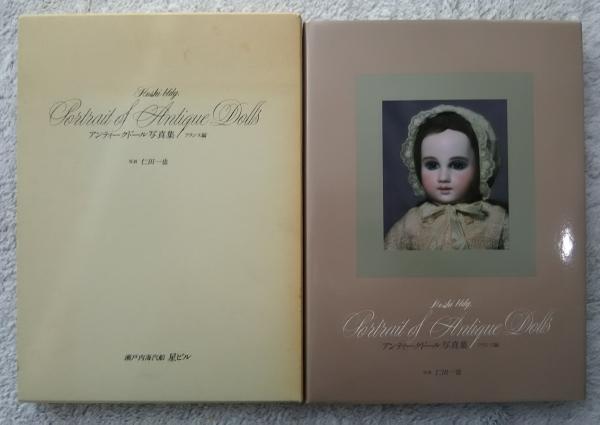 Hoshi bldg.
Portrait of Antique Dolls
アンティークドール写真集/フランス編
写真 仁田一也
瀬戸内海汽船 星ビル
Hoshi bldg.
Portrait of Antique Dolls
アンティークドール写真集/フランス編
写真 仁田一也